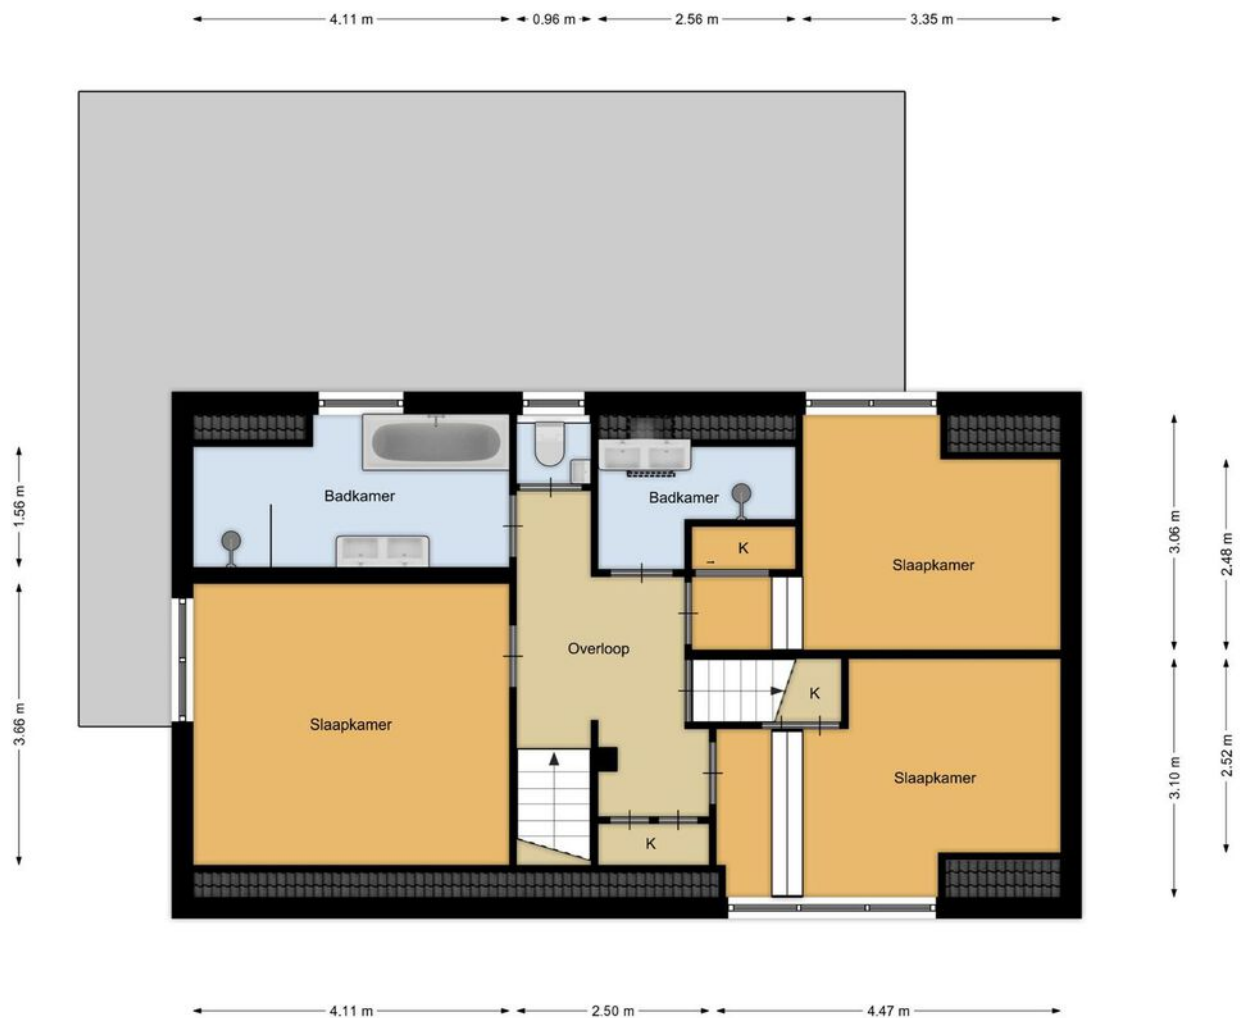 4.11 m
0.96 m
2.56 m
3.35 m
1.56 m
3.66 m
Badkamer
Badkamer
K
Slaapkamer
Overloop
K
Slaapkamer
Slaapkamer
K
3.06 m
2.48 m
3.10 m
2.52 m
4.11 m
2.50 m
4.47 m